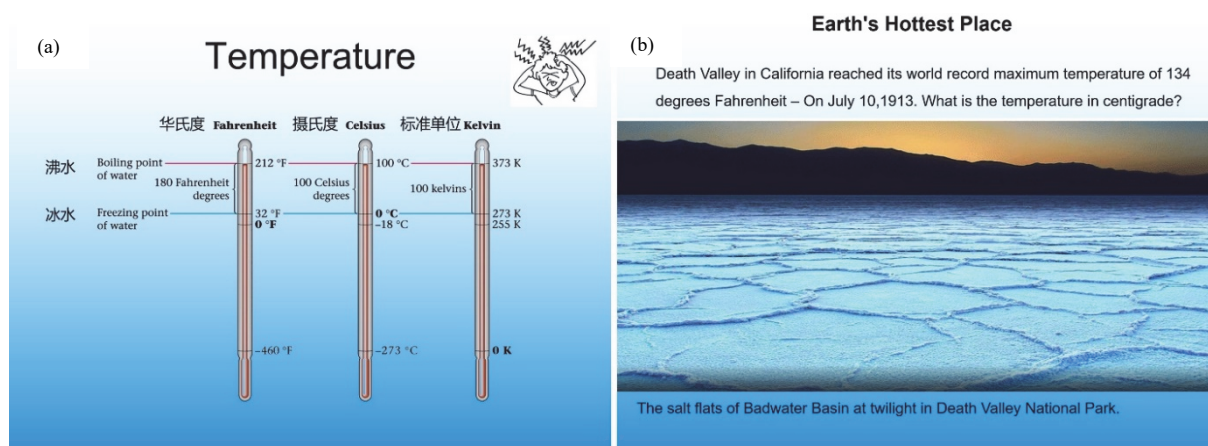 (a)
Temperature
华氏度 Fahrenheit 摄氏度 Celsius 标准单位 Kelvin
沸水 Boiling point of water
212 °F 100 °C 373 K
180 Fahrenheit degrees
100 Celsius degrees
100 kelvins
冰水 Freezing point of water
32 °F 0 °C 273 K
0 °F –18 °C 255 K
–460 °F –273 °C 0 K
(b)
Earth's Hottest Place
Death Valley in California reached its world record maximum temperature of 134
degrees Fahrenheit – On July 10,1913. What is the temperature in centigrade?
The salt flats of Badwater Basin at twilight in Death Valley National Park.